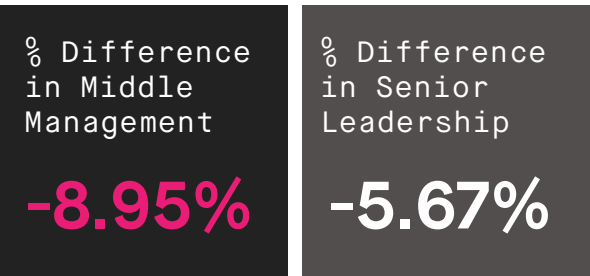 % Difference
in Middle
Management
-8.95%
% Difference
in Senior
Leadership
-5.67%